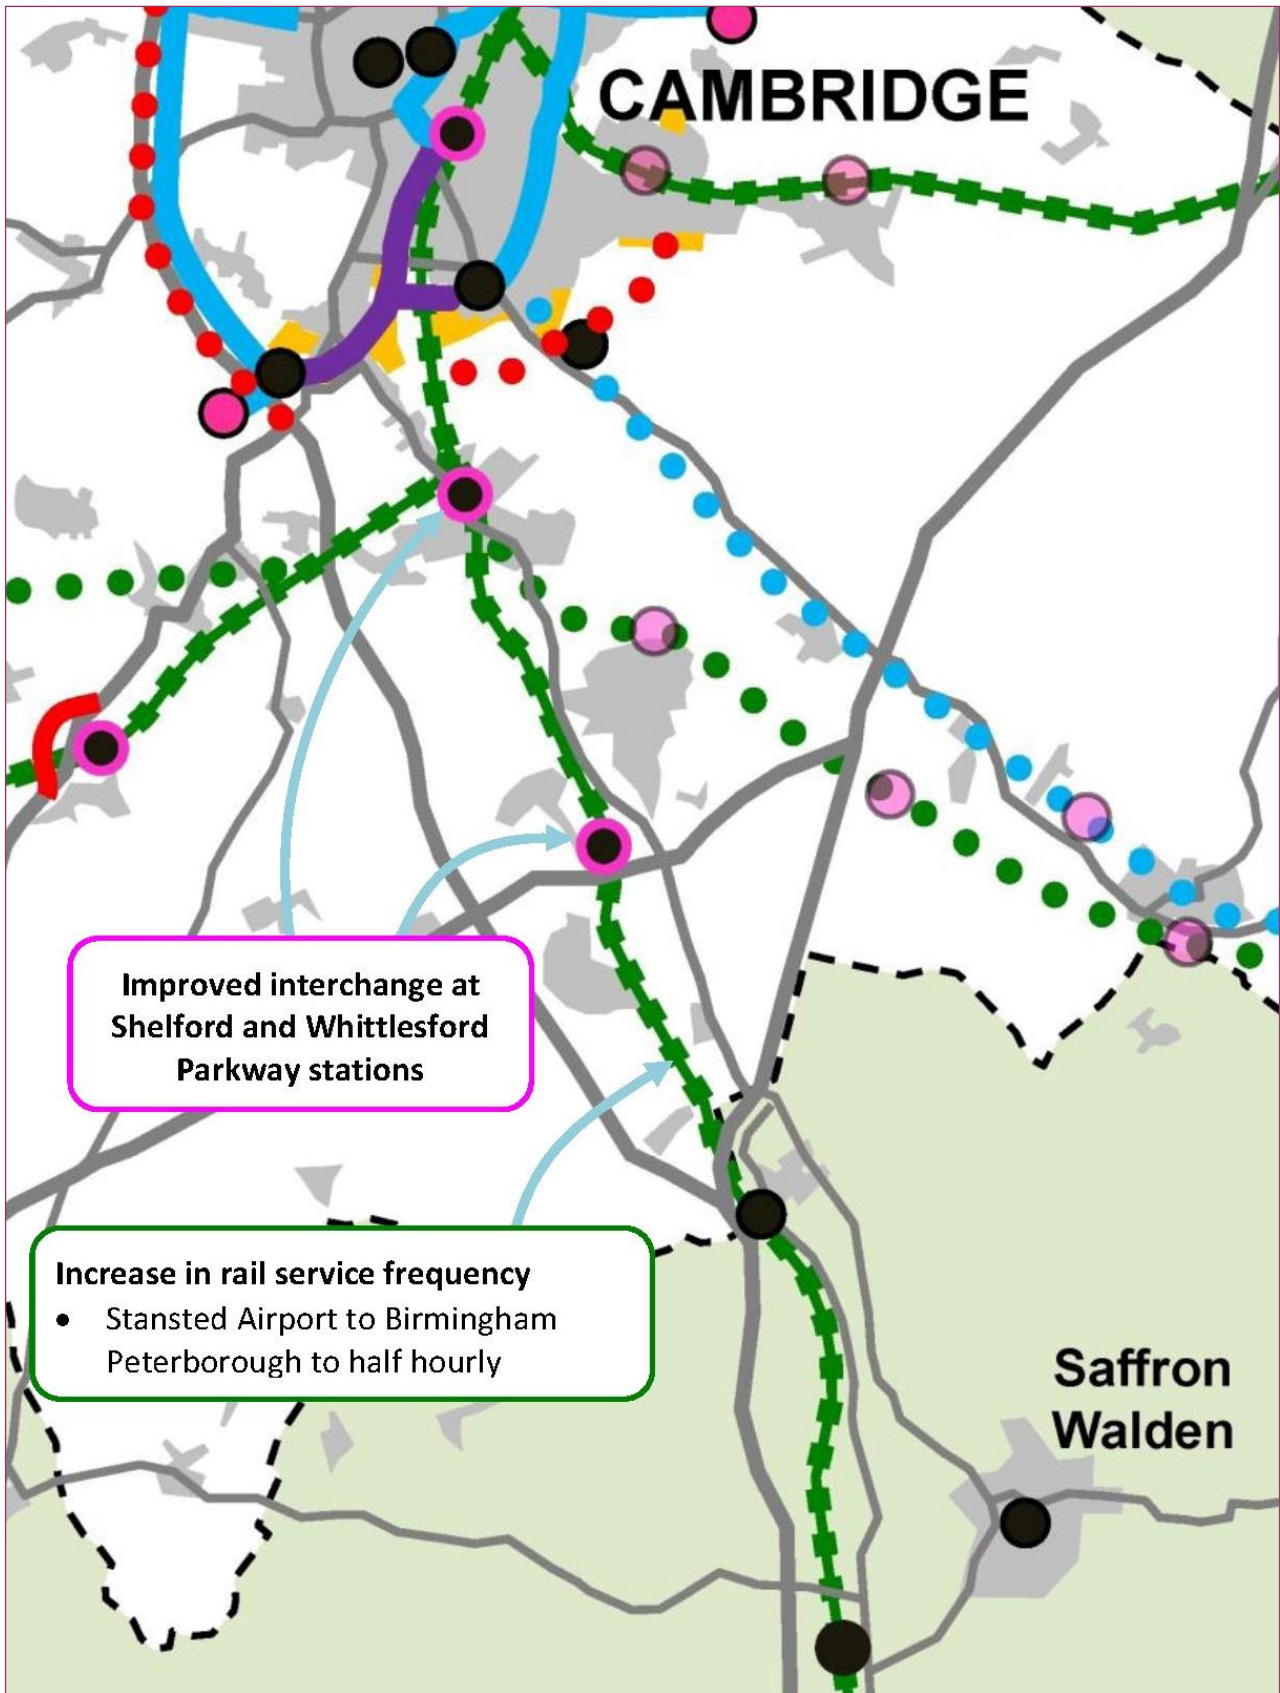 CAMBRIDGE
Improved interchange at
Shelford and Whittlesford
Parkway stations
Increase in rail service frequency
• Stansted Airport to Birmingham
Peterborough to half hourly
Saffron
Walden